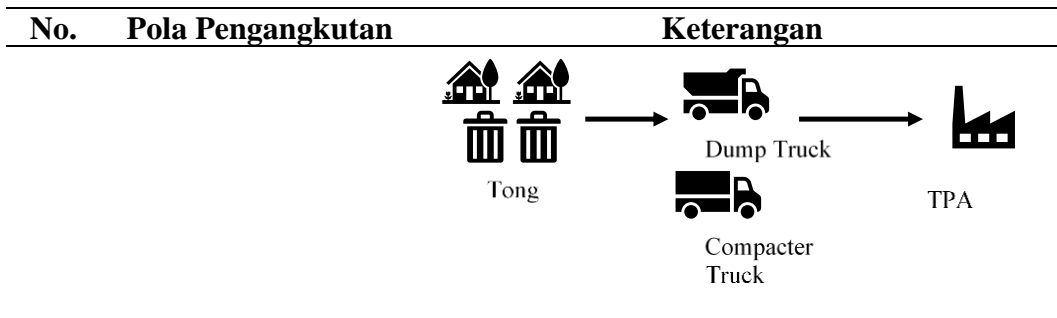 No. Pola Pengangkutan Keterangan
Dump Truck
Tong
TPA
Compacter
Truck